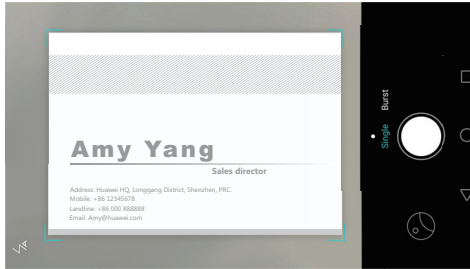 Amy Yang
Sales director
Address: Huawei HQ, Longgang District, Shenzhen, PRC.
Mobile: +86 12345678
Landline: +86 000 888888
Email: Amy@huawei.com
Single Burst